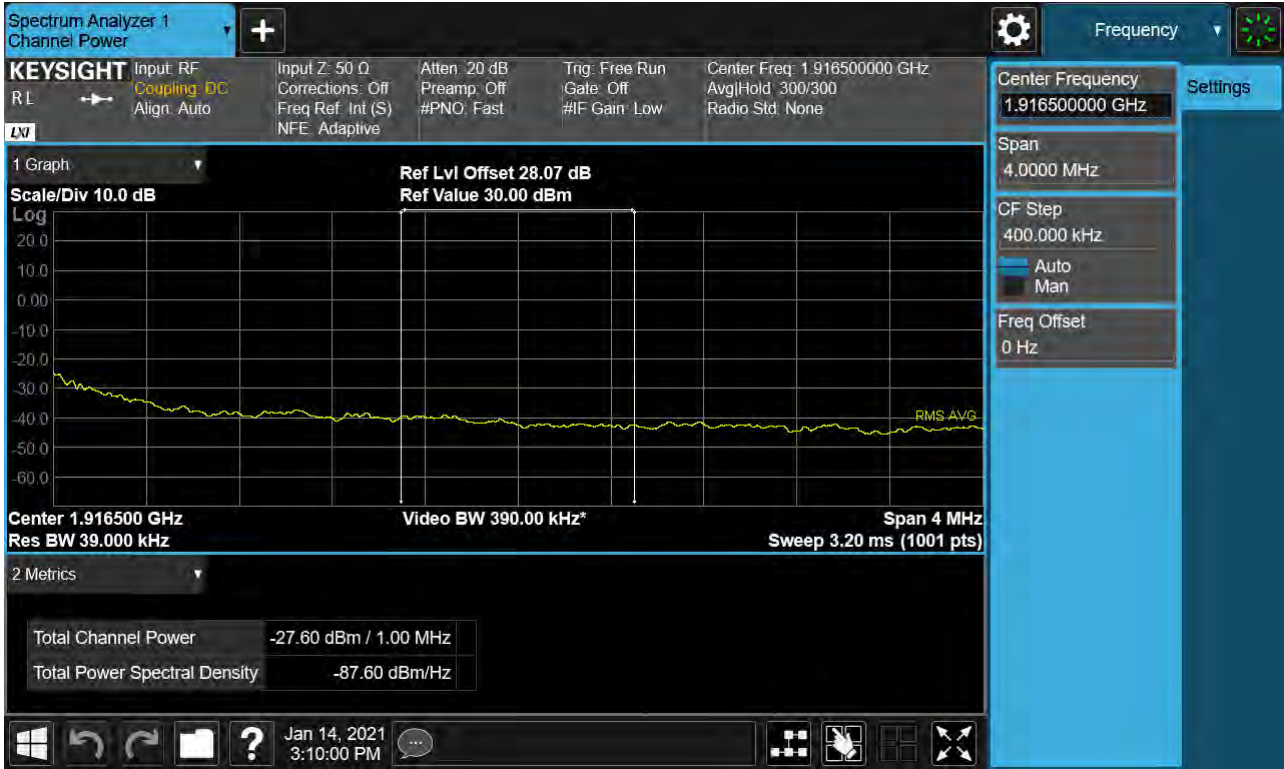 Spectrum Analyzer 1
Channel Power
Frequency
KEYSIGHT
RL
LXI
Input: RF
Coupling: DC
Align: Auto
Input Z: 50 Ω
Corrections: Off
Freq Ref: Int (S)
NFE: Adaptive
Atten: 20 dB
Preamp: Off
#PNO: Fast
Trig: Free Run
Gate: Off
#IF Gain: Low
Center Freq: 1.916500000 GHz
Avg|Hold: 300/300
Radio Std: None
Center Frequency
1.916500000 GHz
Settings
Span
4.0000 MHz
CF Step
400.000 kHz
Auto
Man
Freq Offset
0 Hz
1 Graph
Scale/Div 10.0 dB
Ref Lvl Offset 28.07 dB
Ref Value 30.00 dBm
Log
20.0
10.0
0.00
-10.0
-20.0
-30.0
-40.0
-50.0
-60.0
RMS AVG
Center 1.916500 GHz
Video BW 390.00 kHz*
Span 4 MHz
Res BW 39.000 kHz
Sweep 3.20 ms (1001 pts)
2 Metrics
Total Channel Power
-27.60 dBm / 1.00 MHz
Total Power Spectral Density
-87.60 dBm/Hz
?
Jan 14, 2021
3:10:00 PM